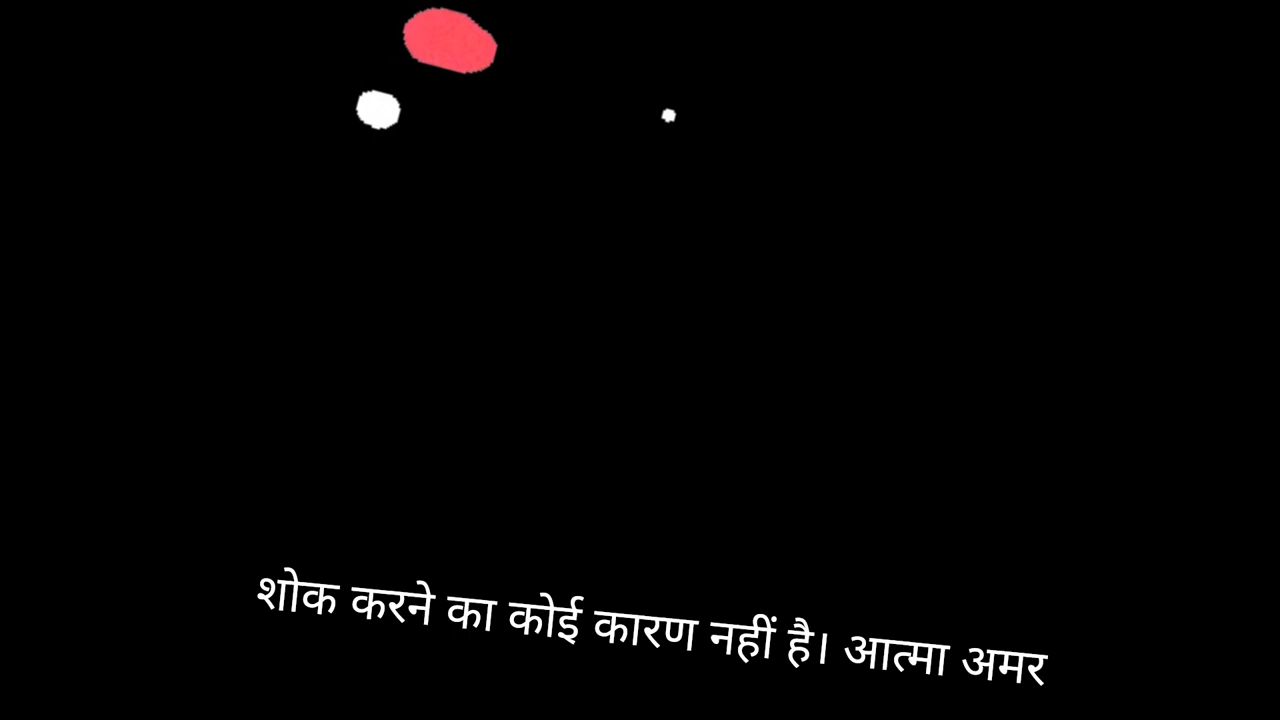 शोक करने का कोई कारण नहीं है। आत्मा अमर